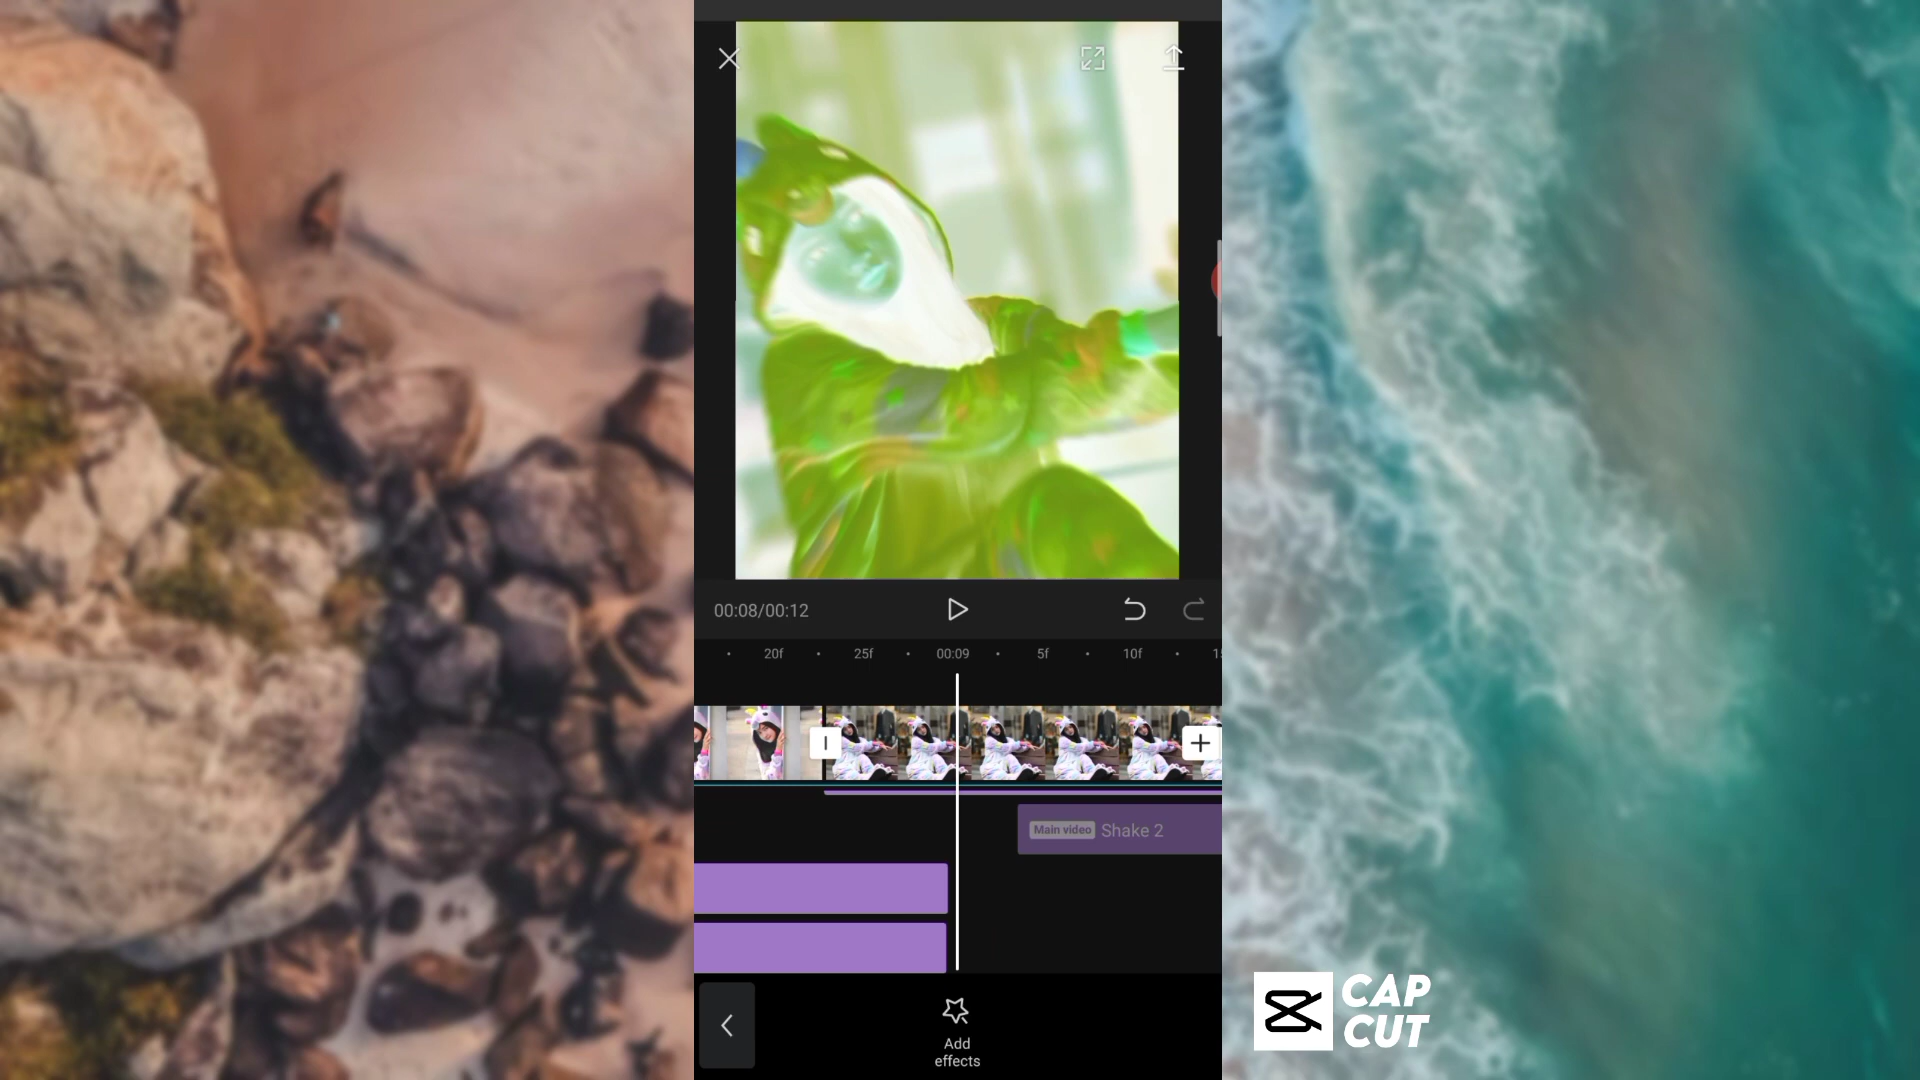 00:08/00:12
20f 25f 00:09 5f 10f
Main video Shake 2
Add
effects
CAP
CUT